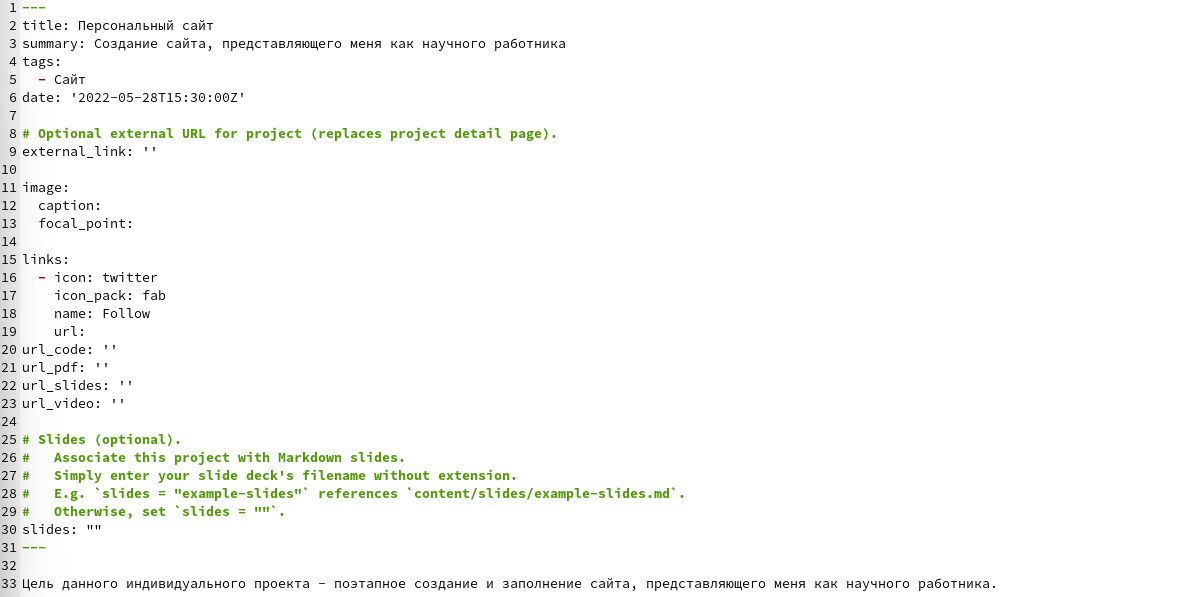 1 ---
2 title: Персональный сайт
3 summary: Создание сайта, представляющего меня как научного работника
4 tags:
5   - Сайт
6 date: '2022-05-28T15:30:00Z'
7
8 # Optional external URL for project (replaces project detail page).
9 external_link: ''
10
11 image:
12   caption:
13   focal_point:
14
15 links:
16   - icon: twitter
17     icon_pack: fab
18     name: Follow
19     url:
20 url_code: ''
21 url_pdf: ''
22 url_slides: ''
23 url_video: ''
24
25 # Slides (optional).
26 #   Associate this project with Markdown slides.
27 #   Simply enter your slide deck's filename without extension.
28 #   E.g. `slides = "example-slides"` references `content/slides/example-slides.md`.
29 #   Otherwise, set `slides = ""`.
30 slides: ""
31 ---
32
33 Цель данного индивидуального проекта - поэтапное создание и заполнение сайта, представляющего меня как научного работника.